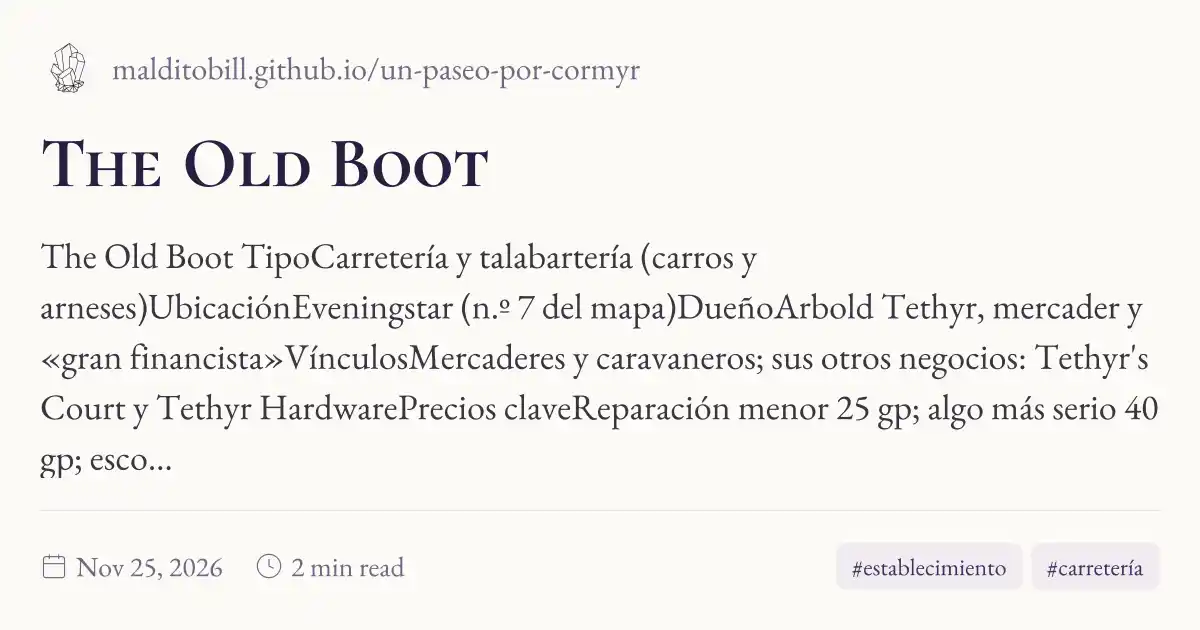 malditobill.github.io/un-paseo-por-cormyr
The Old Boot
The Old Boot TipoCarretería y talabartería (carros y
arneses)UbicaciónEveningstar (n.º 7 del mapa)DueñoArbold Tethyr, mercader y
«gran financista»VínculosMercaderes y caravaneros; sus otros negocios: Tethyr's
Court y Tethyr HardwarePrecios claveReparación menor 25 gp; algo más serio 40
gp; esco...
Nov 25, 2026
2 min read
#establecimiento
#carretería